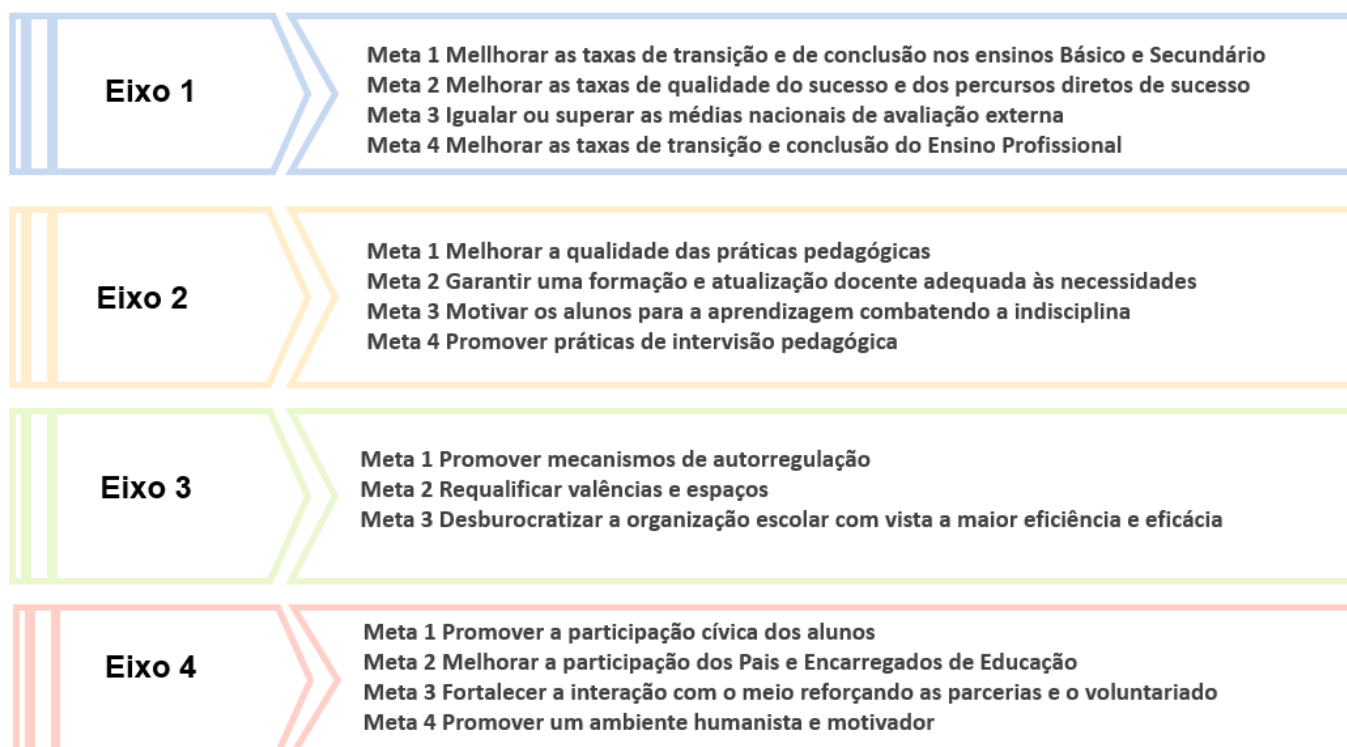 Eixo 1
Meta 1 Mellhorar as taxas de transição e de conclusão nos ensinos Básico e Secundário
Meta 2 Melhorar as taxas de qualidade do sucesso e dos percursos diretos de sucesso
Meta 3 Igualar ou superar as médias nacionais de avaliação externa
Meta 4 Melhorar as taxas de transição e conclusão do Ensino Profissional
Eixo 2
Meta 1 Melhorar a qualidade das práticas pedagógicas
Meta 2 Garantir uma formação e atualização docente adequada às necessidades
Meta 3 Motivar os alunos para a aprendizagem combatendo a indisciplina
Meta 4 Promover práticas de intervisão pedagógica
Eixo 3
Meta 1 Promover mecanismos de autorregulação
Meta 2 Requalificar valências e espaços
Meta 3 Desburocratizar a organização escolar com vista a maior eficiência e eficácia
Eixo 4
Meta 1 Promover a participação cívica dos alunos
Meta 2 Melhorar a participação dos Pais e Encarregados de Educação
Meta 3 Fortalecer a interação com o meio reforçando as parcerias e o voluntariado
Meta 4 Promover um ambiente humanista e motivador